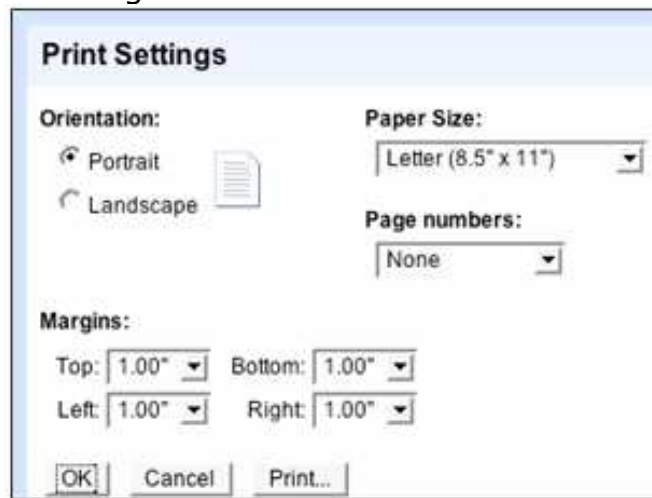 Print Settings
Orientation:
Portrait
Landscape
Paper Size:
Letter (8.5" x 11")
Page numbers:
None
Margins:
Top: 1.00" Bottom: 1.00"
Left: 1.00" Right: 1.00"
OK Cancel Print...